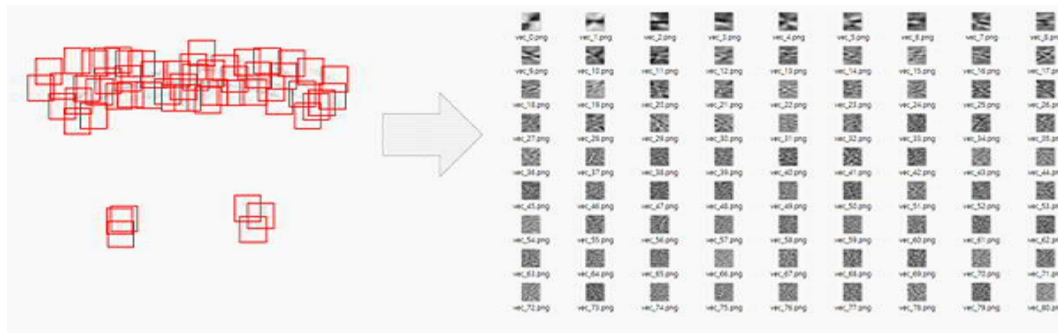 vec_0.png vec_1.png vec_2.png vec_3.png vec_4.png vec_5.png vec_6.png vec_7.png vec_8.png
vec_9.png vec_10.png vec_11.png vec_12.png vec_13.png vec_14.png vec_15.png vec_16.png vec_17.png
vec_18.png vec_19.png vec_20.png vec_21.png vec_22.png vec_23.png vec_24.png vec_25.png vec_26.png
vec_27.png vec_28.png vec_29.png vec_30.png vec_31.png vec_32.png vec_33.png vec_34.png vec_35.png
vec_36.png vec_37.png vec_38.png vec_39.png vec_40.png vec_41.png vec_42.png vec_43.png vec_44.png
vec_45.png vec_46.png vec_47.png vec_48.png vec_49.png vec_50.png vec_51.png vec_52.png vec_53.png
vec_54.png vec_55.png vec_56.png vec_57.png vec_58.png vec_59.png vec_60.png vec_61.png vec_62.png
vec_63.png vec_64.png vec_65.png vec_66.png vec_67.png vec_68.png vec_69.png vec_70.png vec_71.png
vec_72.png vec_73.png vec_74.png vec_75.png vec_76.png vec_77.png vec_78.png vec_79.png vec_80.png